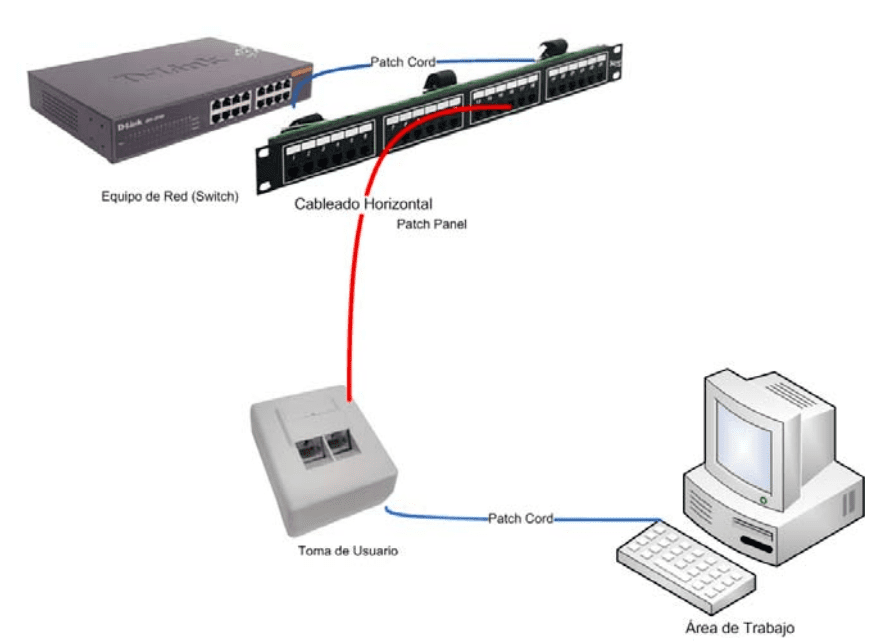 Patch Cord
D-Link
D-Link
Equipo de Red (Switch)
Cableado Horizontal
Patch Panel
Patch Cord
Toma de Usuario
Área de Trabajo